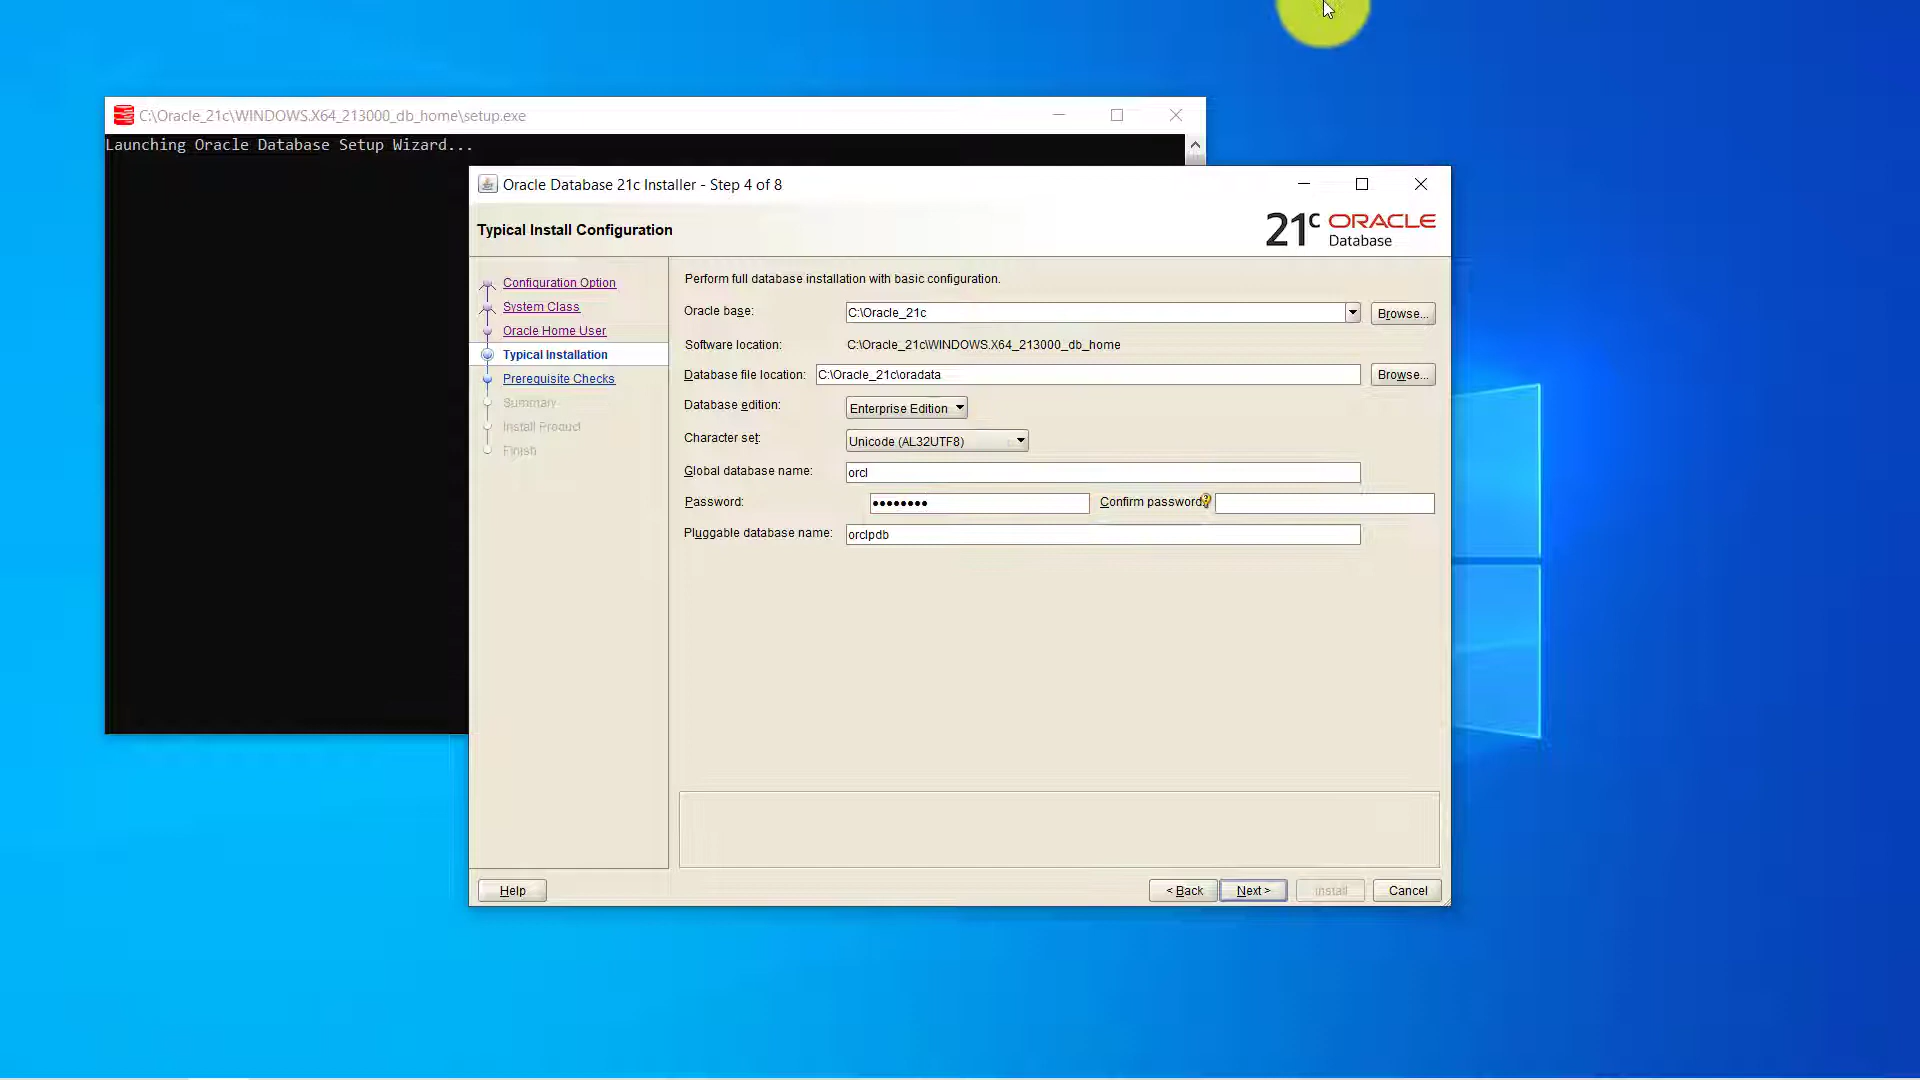 C:\Oracle_21c\WINDOWS.X64_213000_db_home\setup.exe
Launching Oracle Database Setup Wizard...
Oracle Database 21c Installer - Step 4 of 8
Typical Install Configuration
21c ORACLE
Database
Configuration Option
System Class
Oracle Home User
Typical Installation
Prerequisite Checks
Summary
Install Product
Finish
Perform full database installation with basic configuration.
Oracle base: C:\Oracle_21c Browse...
Software location: C:\Oracle_21c\WINDOWS.X64_213000_db_home
Database file location: C:\Oracle_21c\oradata Browse...
Database edition: Enterprise Edition
Character set: Unicode (AL32UTF8)
Global database name: orcl
Password: •••••••• Confirm password:
Pluggable database name: orclpdb
Help < Back Next > Install Cancel